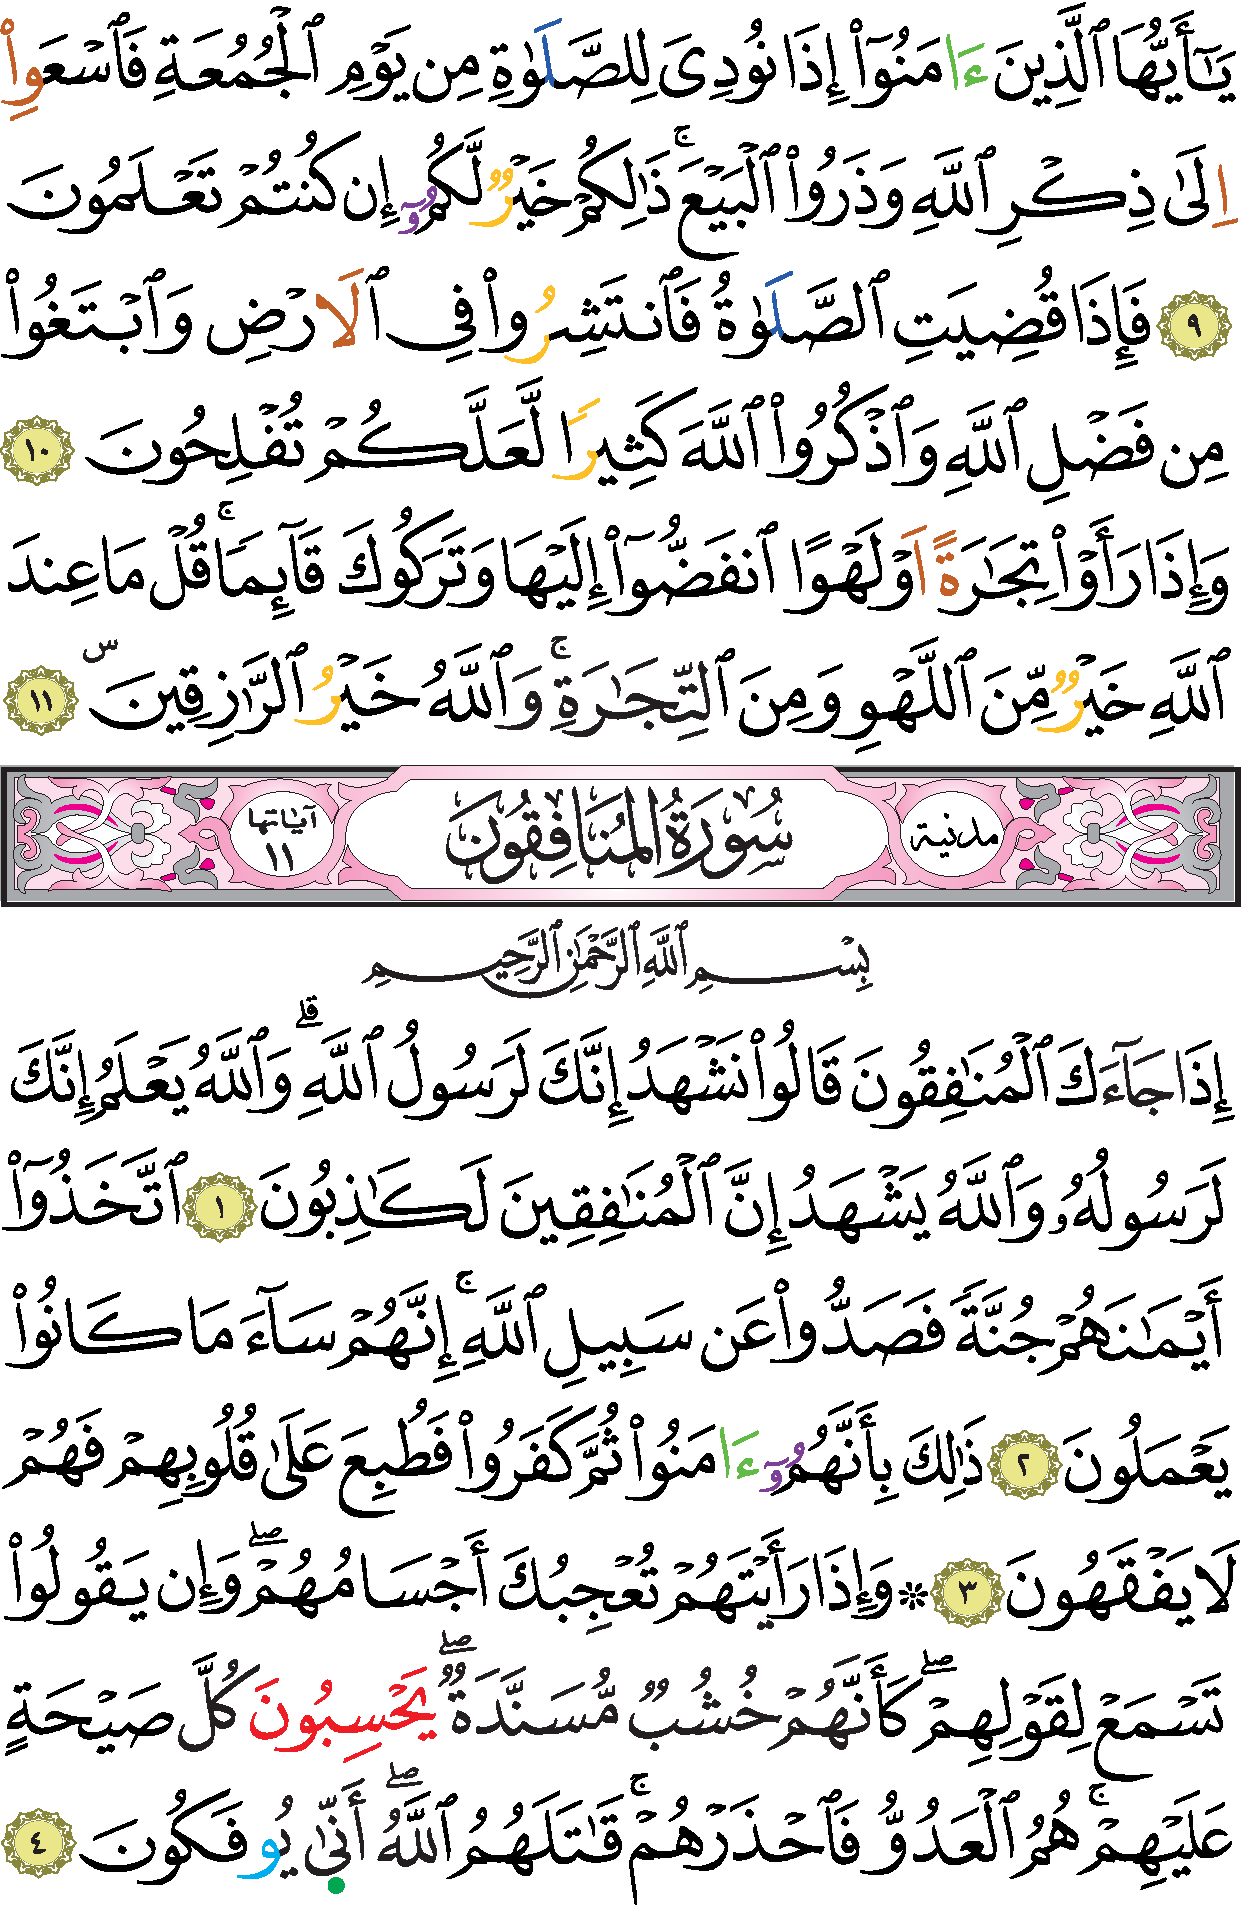 يَٰٓأَيُّهَا ٱلَّذِينَ ءَامَنُوٓاْ إِذَا نُودِىَ لِلصَّلَوٰةِ مِن يَوْمِ ٱلْجُمُعَةِ فَٱسْعَوِاْ
اِلَىٰ ذِكْرِ ٱللَّهِ وَذَرُواْ ٱلْبَيْعَۚ ذَٰلِكُمْ خَيْرٌ لَّكُمُۥٓ إِن كُنتُمْ تَعْلَمُونَ
٩ فَإِذَا قُضِيَتِ ٱلصَّلَوٰةُ فَٱنتَشِرُواْ فِى ٱلَارْضِ وَٱبْتَغُواْ
مِن فَضْلِ ٱللَّهِ وَٱذْكُرُواْ ٱللَّهَ كَثِيرًا لَّعَلَّكُمْ تُفْلِحُونَ ١٠
وَإِذَا رَأَوْاْ تِجَٰرَةً اَوْ لَهْوًا ٱنفَضُّوٓاْ إِلَيْهَا وَتَرَكُوكَ قَآئِمًاۚ قُلْ مَا عِندَ
ٱللَّهِ خَيْرٌ مِّنَ ٱللَّهْوِ وَمِنَ ٱلتِّجَٰرَةِۚ وَٱللَّهُ خَيْرُ ٱلرَّٰزِقِينَ س ١١
مدنية سُورَةُ المُنَافِقُونَ آياتها ١١
بِسْمِ ٱللَّهِ ٱلرَّحْمَٰنِ ٱلرَّحِيمِ
إِذَا جَآءَكَ ٱلْمُنَٰفِقُونَ قَالُواْ نَشْهَدُ إِنَّكَ لَرَسُولُ ٱللَّهِۗ وَٱللَّهُ يَعْلَمُ إِنَّكَ
لَرَسُولُهُۥ وَٱللَّهُ يَشْهَدُ إِنَّ ٱلْمُنَٰفِقِينَ لَكَٰذِبُونَ ١ ٱتَّخَذُوٓاْ
أَيْمَٰنَهُمْ جُنَّةً فَصَدُّواْ عَن سَبِيلِ ٱللَّهِۚ إِنَّهُمْ سَآءَ مَا كَانُواْ
يَعْمَلُونَ ٢ ذَٰلِكَ بِأَنَّهُمُۥٓ ءَامَنُواْ ثُمَّ كَفَرُواْ فَطُبِعَ عَلَىٰ قُلُوبِهِمْ فَهُمْ
لَا يَفْقَهُونَ ٣ ۞ وَإِذَا رَأَيْتَهُمْ تُعْجِبُكَ أَجْسَامُهُمْۖ وَإِن يَقُولُواْ
تَسْمَعْ لِقَوْلِهِمْۖ كَأَنَّهُمْ خُشُبٌ مُّسَنَّدَةٌۖ يَحْسِبُونَ كُلَّ صَيْحَةٍ
عَلَيْهِمْۚ هُمُ ٱلْعَدُوُّ فَٱحْذَرْهُمْۚ قَٰتَلَهُمُ ٱللَّهُۖ أَنَّىٰ يُوفَكُونَ ٤